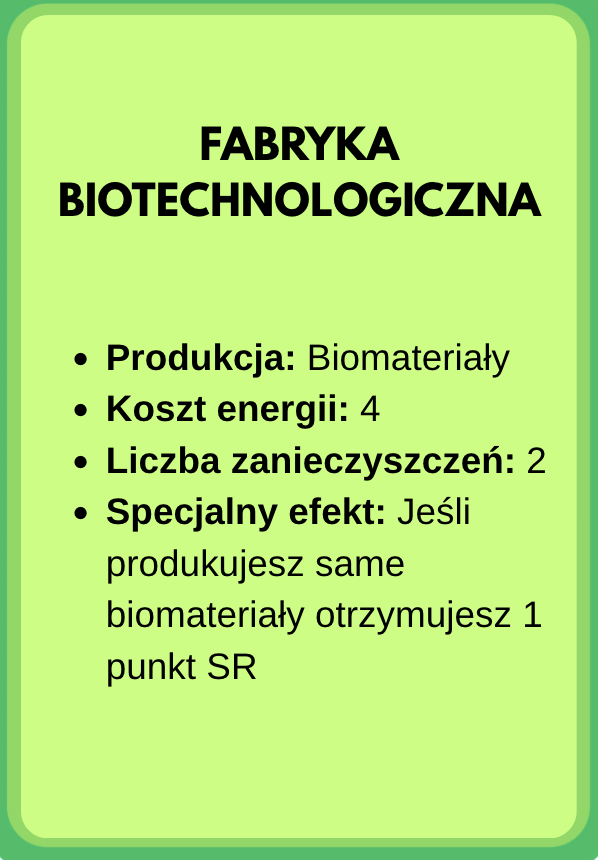 FABRYKA
BIOTECHNOLOGICZNA
• Produkcja: Biomateriały
• Koszt energii: 4
• Liczba zanieczyszczeń: 2
• Specjalny efekt: Jeśli
produkujesz same
biomateriały otrzymujesz 1
punkt SR